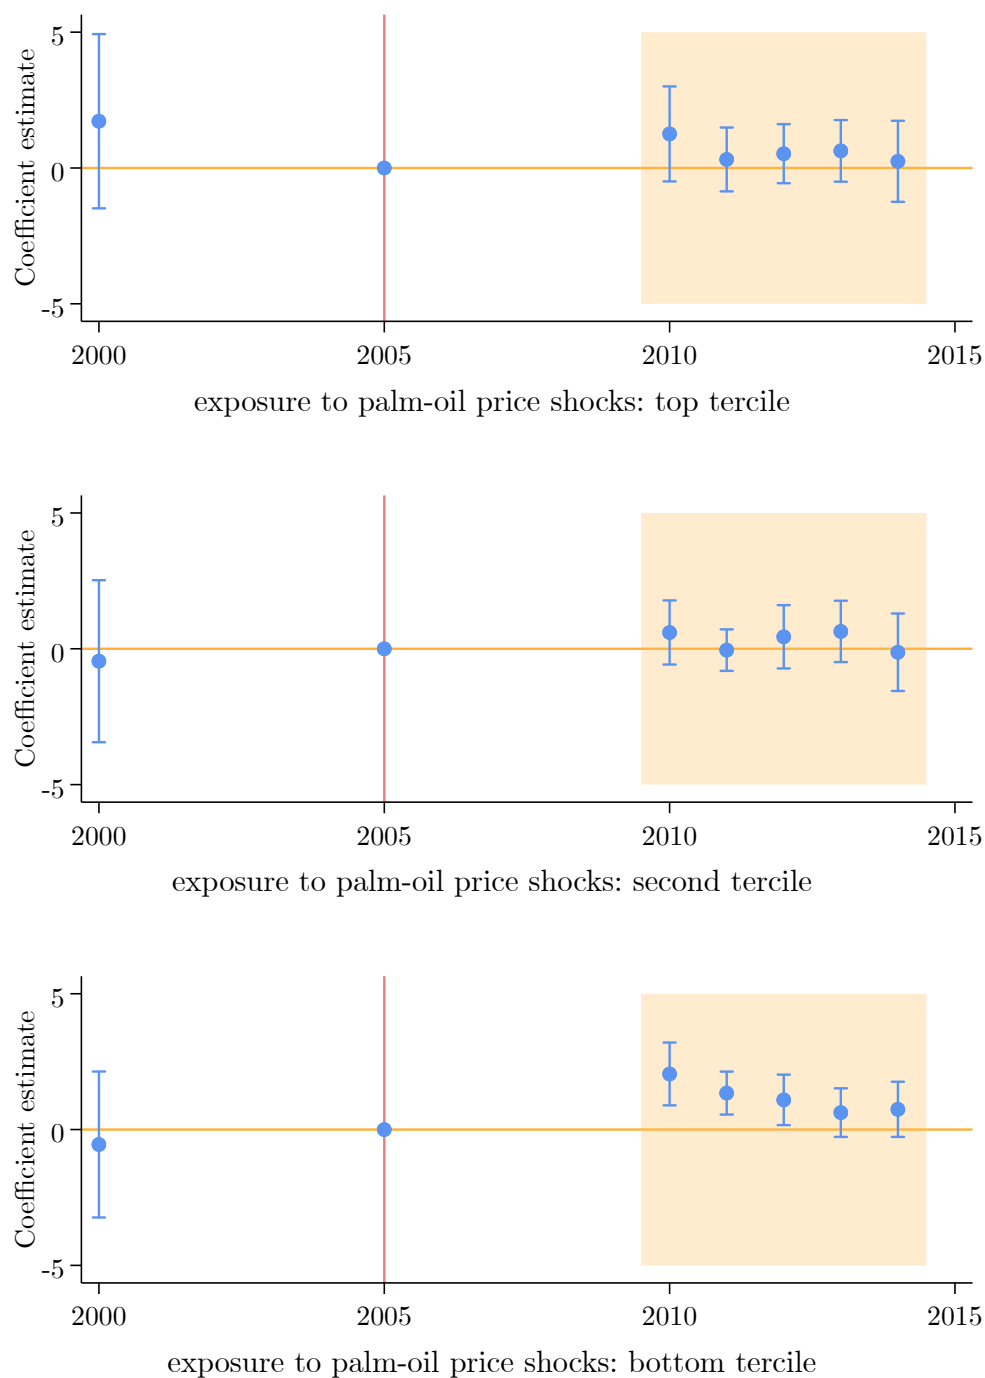 Coefficient estimate
5
0
-5
2000 2005 2010 2015
exposure to palm-oil price shocks: top tercile
Coefficient estimate
5
0
-5
2000 2005 2010 2015
exposure to palm-oil price shocks: second tercile
Coefficient estimate
5
0
-5
2000 2005 2010 2015
exposure to palm-oil price shocks: bottom tercile